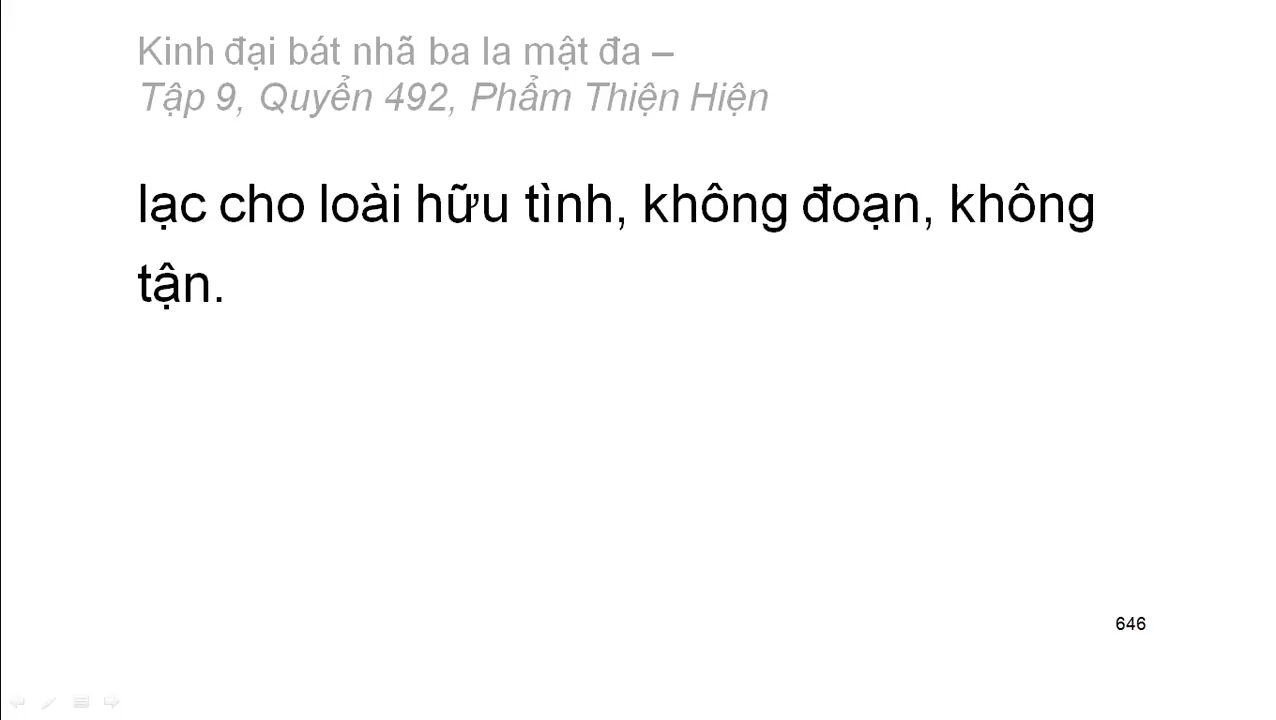 Kinh đại bát nhã ba la mật đa –
Tập 9, Quyển 492, Phẩm Thiện Hiện
lạc cho loài hữu tình, không đoạn, không
tận.
646